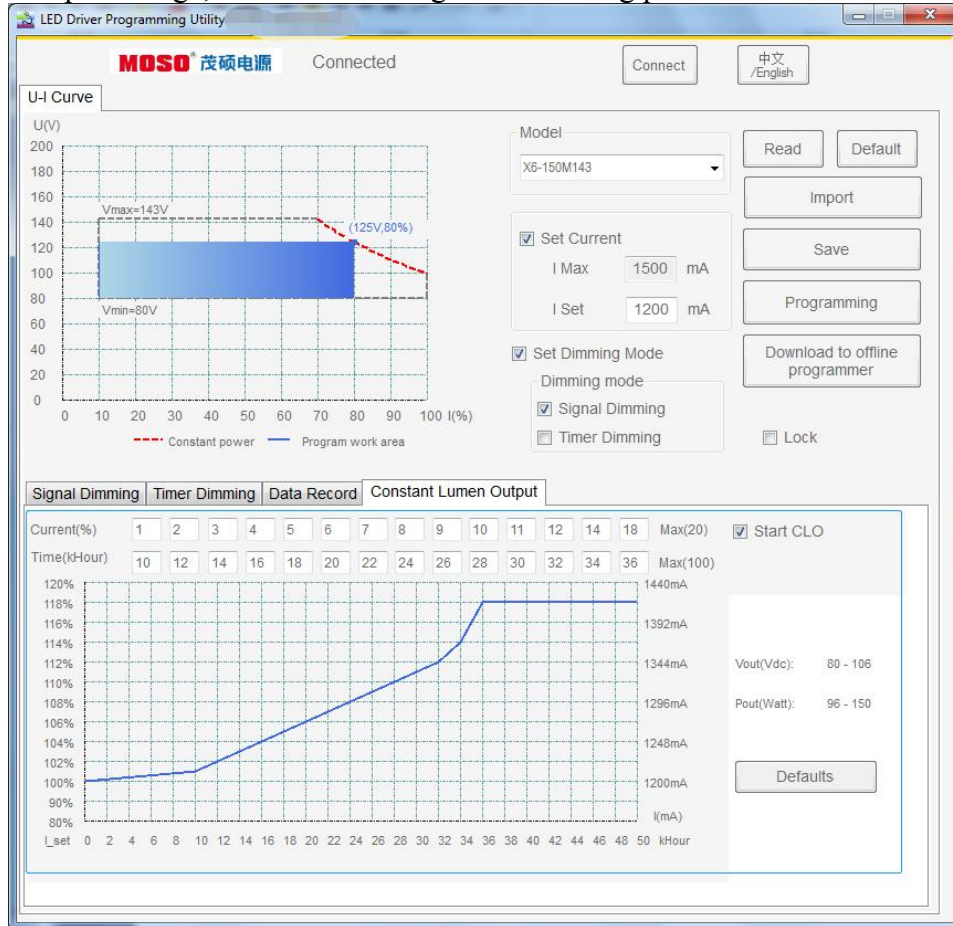 LED Driver Programming Utility
MOSO® 茂硕电源 Connected Connect 中文
/English
U-I Curve
U(V)
200
180
160
140
120
100
80
60
40
20
0
Vmax=143V
(125V,80%)
Vmin=80V
0 10 20 30 40 50 60 70 80 90 100 I(%)
Constant power Program work area
Model
X6-150M143
Set Current
I Max 1500 mA
I Set 1200 mA
Set Dimming Mode
Dimming mode
Signal Dimming
Timer Dimming
Read Default
Import
Save
Programming
Download to offline
programmer
Lock
Signal Dimming Timer Dimming Data Record Constant Lumen Output
Current(%) 1 2 3 4 5 6 7 8 9 10 11 12 14 18 Max(20)
Time(kHour) 10 12 14 16 18 20 22 24 26 28 30 32 34 36 Max(100)
120% 1440mA
118%
116% 1392mA
114%
112% 1344mA
110%
108% 1296mA
106%
104% 1248mA
102%
100% 1200mA
90%
80% I(mA)
I_set 0 2 4 6 8 10 12 14 16 18 20 22 24 26 28 30 32 34 36 38 40 42 44 46 48 50 kHour
Start CLO
Vout(Vdc): 80 - 106
Pout(Watt): 96 - 150
Defaults